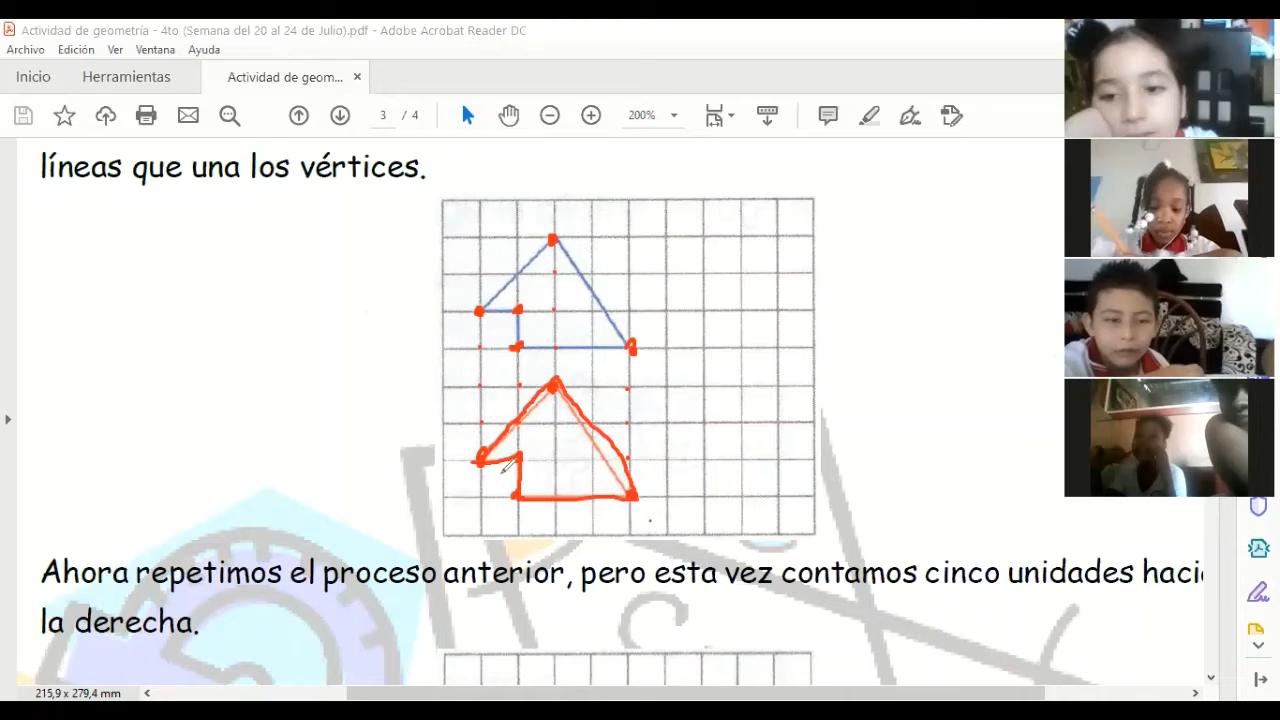 Actividad de geometría - 4to (Semana del 20 al 24 de Julio).pdf - Adobe Acrobat Reader DC
Archivo Edición Ver Ventana Ayuda
Inicio Herramientas Actividad de geom... ×
3 / 4 200%
líneas que una los vértices.
Ahora repetimos el proceso anterior, pero esta vez contamos cinco unidades haci
la derecha.
215,9 x 279,4 mm